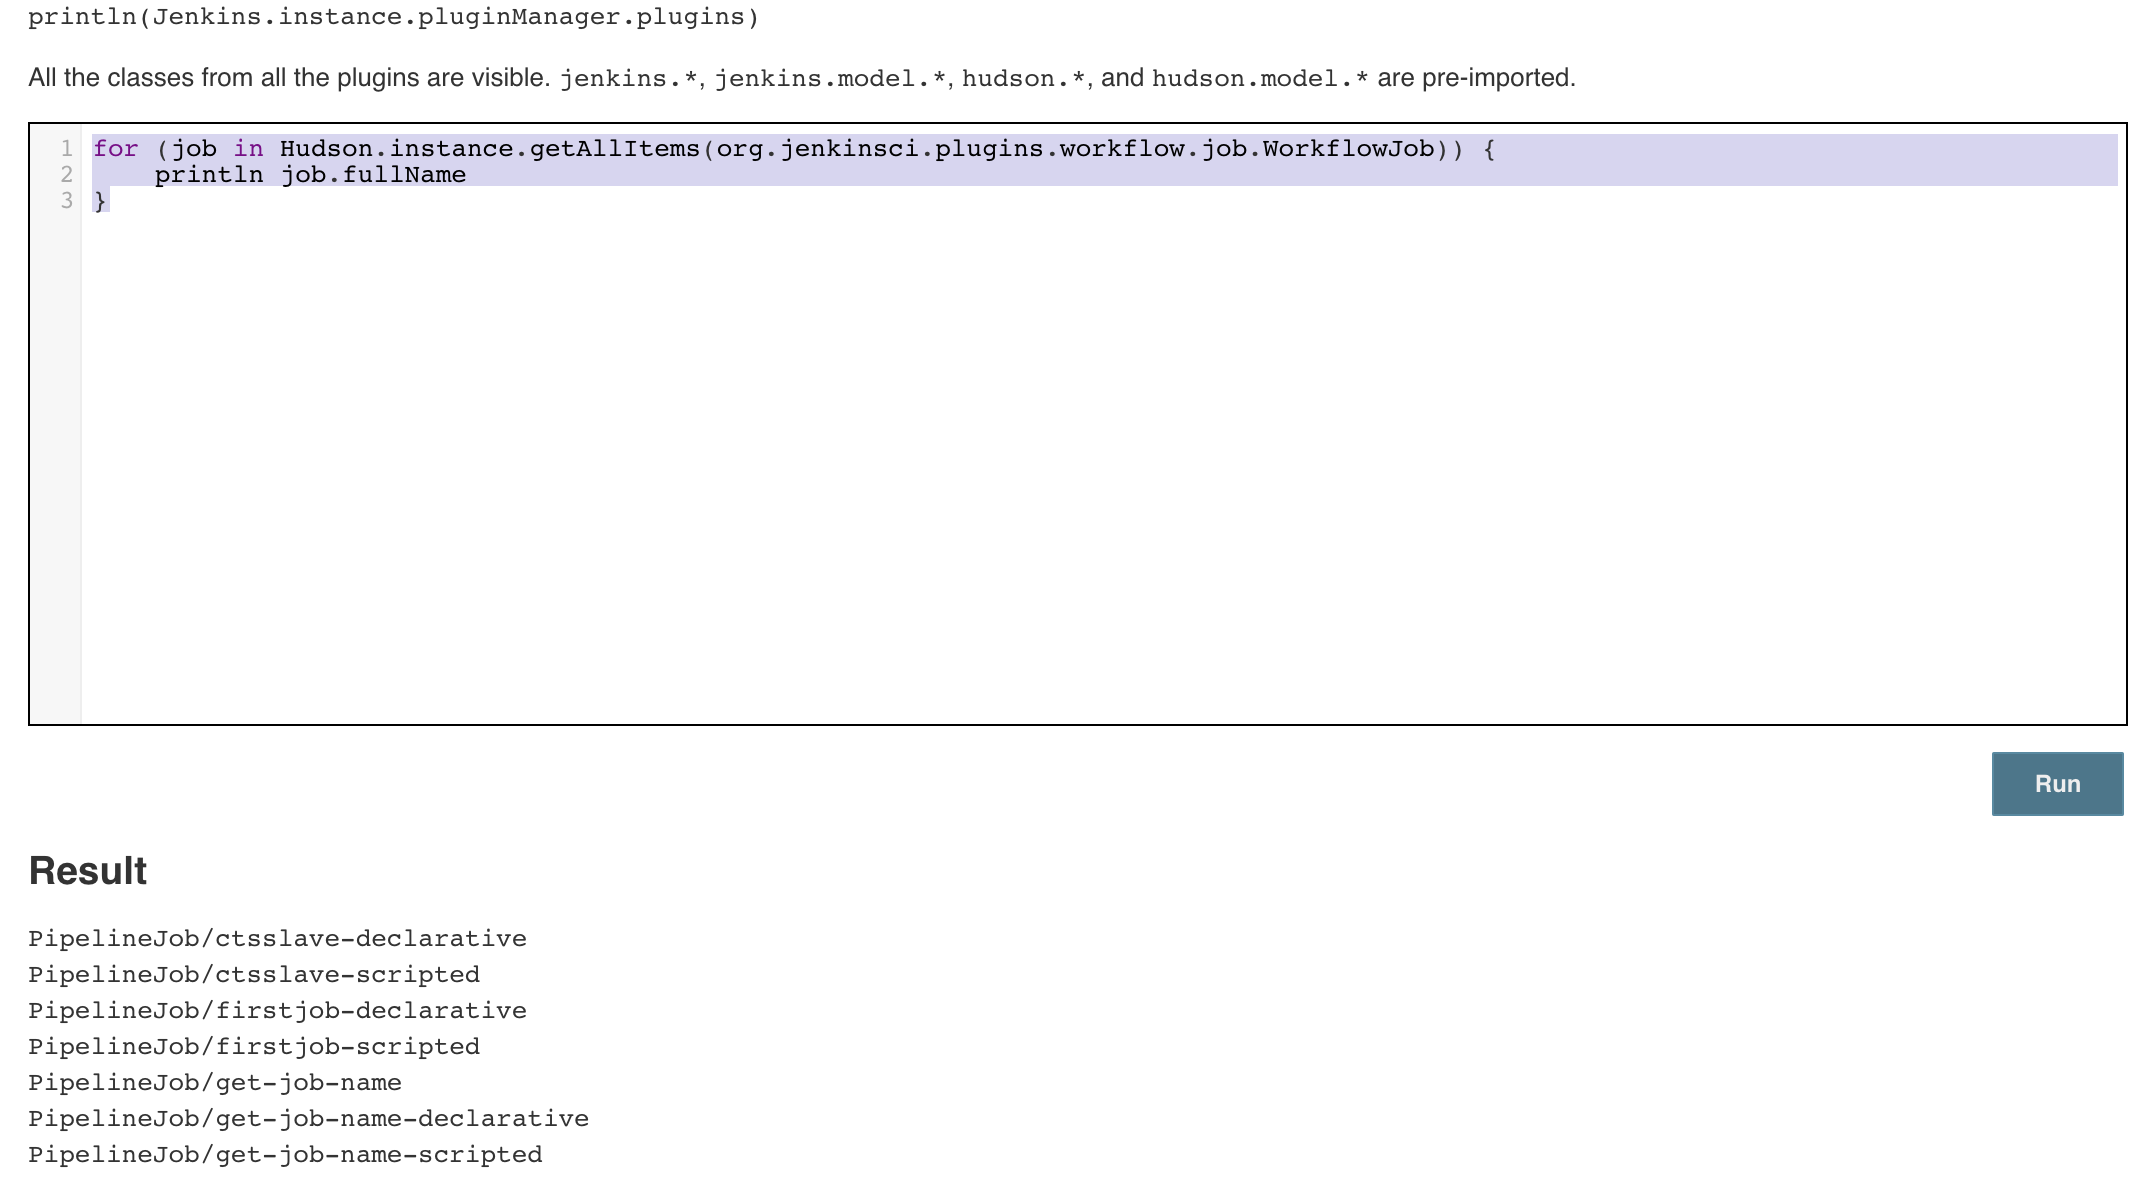 println(Jenkins.instance.pluginManager.plugins)
All the classes from all the plugins are visible. jenkins.*, jenkins.model.*, hudson.*, and hudson.model.* are pre-imported.
1 for (job in Hudson.instance.getAllItems(org.jenkinsci.plugins.workflow.job.WorkflowJob)) {
2     println job.fullName
3 }
Run
Result
PipelineJob/ctsslave-declarative
PipelineJob/ctsslave-scripted
PipelineJob/firstjob-declarative
PipelineJob/firstjob-scripted
PipelineJob/get-job-name
PipelineJob/get-job-name-declarative
PipelineJob/get-job-name-scripted